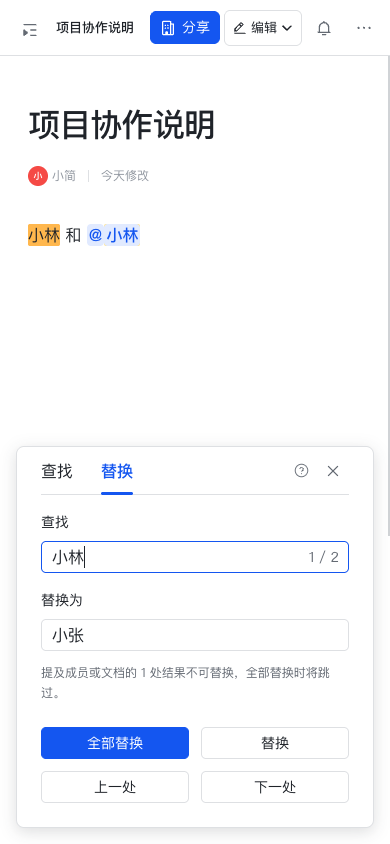 项目协作说明 分享 编辑
项目协作说明
小 小简 今天修改
小林 和 @小林
查找 替换
查找
小林 1 / 2
替换为
小张
提及成员或文档的 1 处结果不可替换，全部替换时将跳
过。
全部替换 替换
上一处 下一处